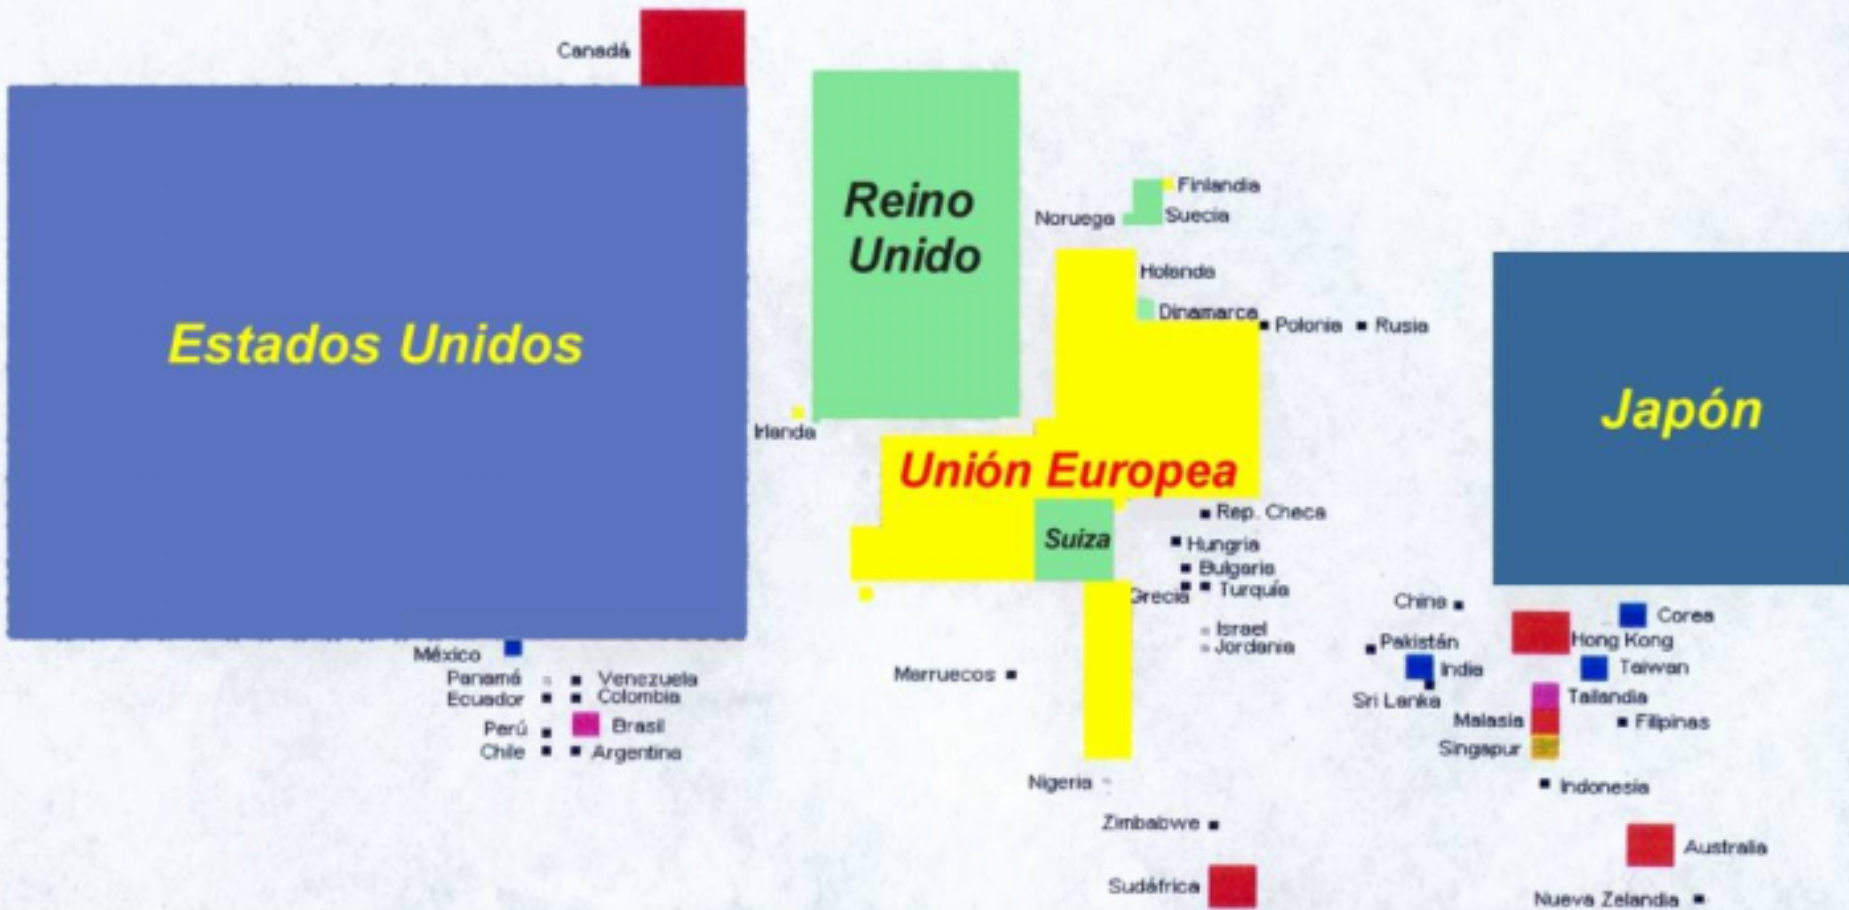 Canadá
Estados Unidos
Reino
Unido
Finlandia
Noruega
Suecia
Holanda
Dinamarca
Polonia
Rusia
Japón
Irlanda
Unión Europea
Suiza
Rep. Checa
Hungria
Bulgaria
Grecia
Turquía
Israel
Jordania
China
Corea
Hong Kong
Pakistán
India
Taiwan
Sri Lanka
Tailandia
Malasia
Filipinas
Singapur
Indonesia
México
Panamá
Venezuela
Ecuador
Colombia
Perú
Brasil
Chile
Argentina
Marruecos
Nigeria
Zimbabwe
Sudáfrica
Australia
Nueva Zelandia